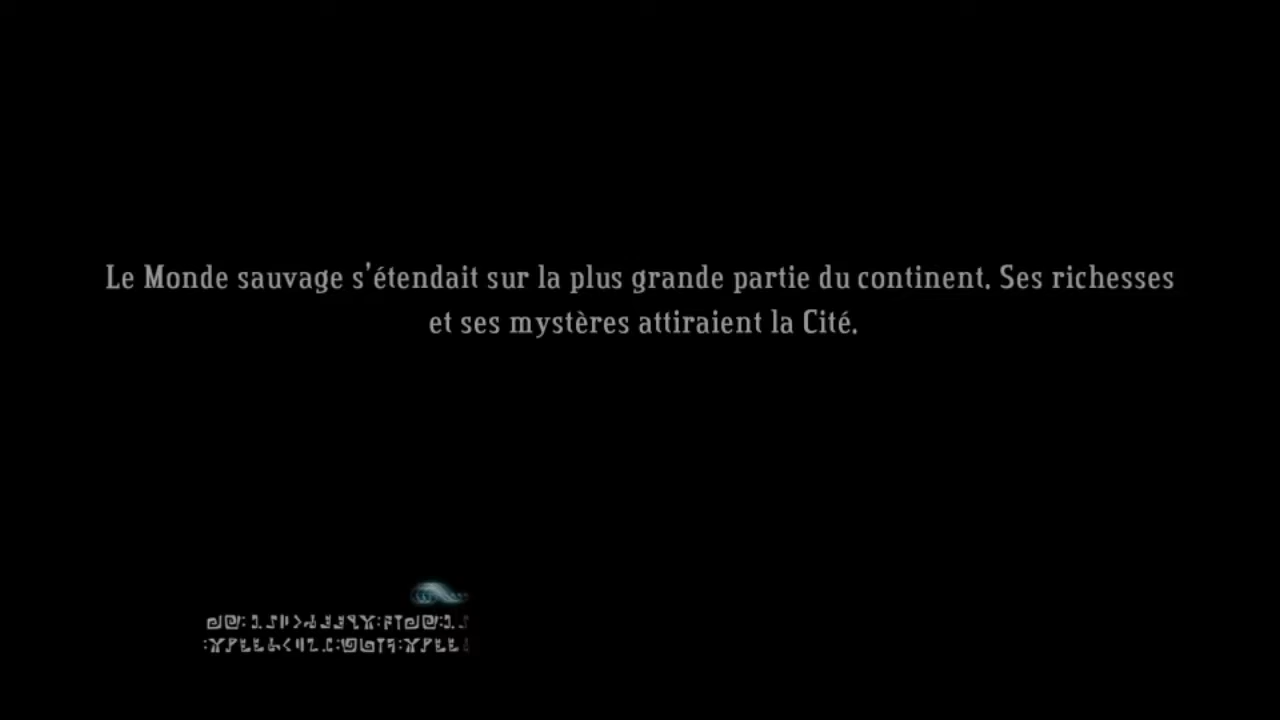 Le Monde sauvage s'étendait sur la plus grande partie du continent. Ses richesses
et ses mystères attiraient la Cité.